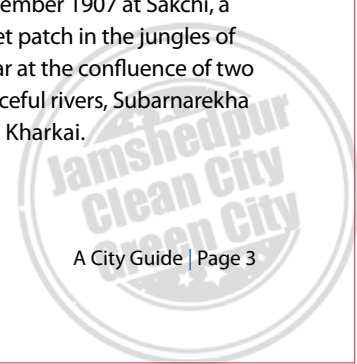 ember 1907 at Sakchi, a
et patch in the jungles of
ar at the confluence of two
ceful rivers, Subarnarekha
Kharkai.
Jamshedpur
Clean City
Green City
A City Guide | Page 3